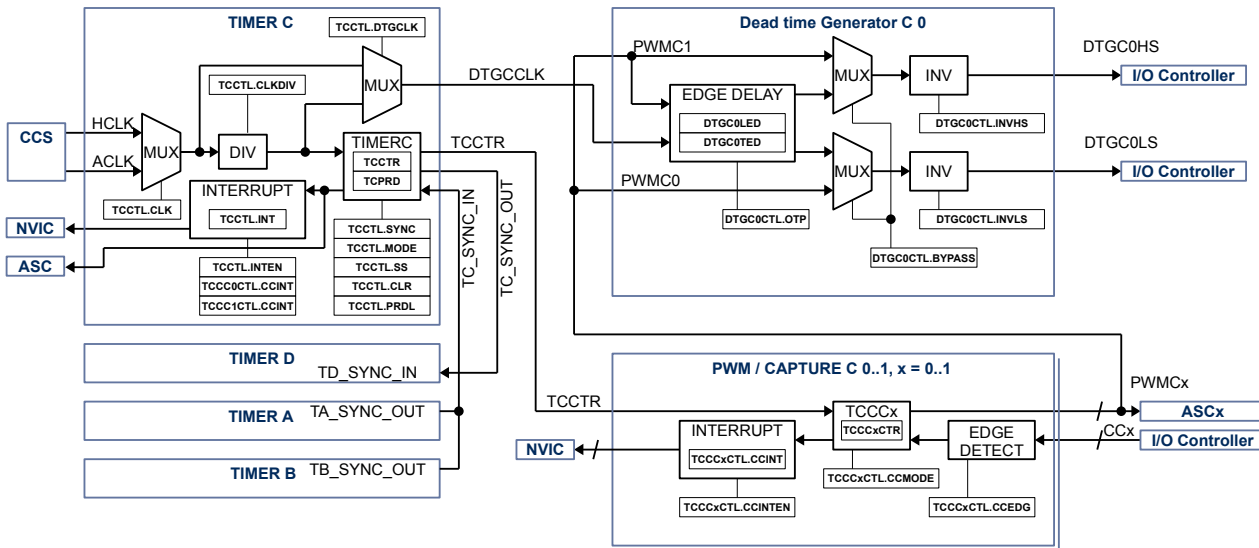 TIMER C
TCCTL.DTGCLK
MUX
TCCTL.CLKDIV
CCS
HCLK
ACLK
MUX
DIV
TIMERC
TCCTR
TCPRD
TCCTL.CLK
INTERRUPT
TCCTL.INT
NVIC
ASC
TCCTL.INTEN
TCCC0CTL.CCINT
TCCC1CTL.CCINT
TCCTL.SYNC
TCCTL.MODE
TCCTL.SS
TCCTL.CLR
TCCTL.PRDL
DTGCCLK
TCCTR
TC_SYNC_IN
TC_SYNC_OUT
Dead time Generator C 0
PWMC1
EDGE DELAY
DTGC0LED
DTGC0TED
PWMC0
DTGC0CTL.OTP
MUX
MUX
INV
DTGC0CTL.INVHS
INV
DTGC0CTL.INVLS
DTGC0CTL.BYPASS
DTGC0HS
I/O Controller
DTGC0LS
I/O Controller
TIMER D
TD_SYNC_IN
TIMER A
TA_SYNC_OUT
TIMER B
TB_SYNC_OUT
PWM / CAPTURE C 0..1, x = 0..1
TCCTR
NVIC
INTERRUPT
TCCCxCTL.CCINT
TCCCxCTL.CCINTEN
TCCCx
TCCCxCTR
TCCCxCTL.CCMODE
EDGE
DETECT
TCCCxCTL.CCEDG
PWMCx
ASCx
CCx
I/O Controller